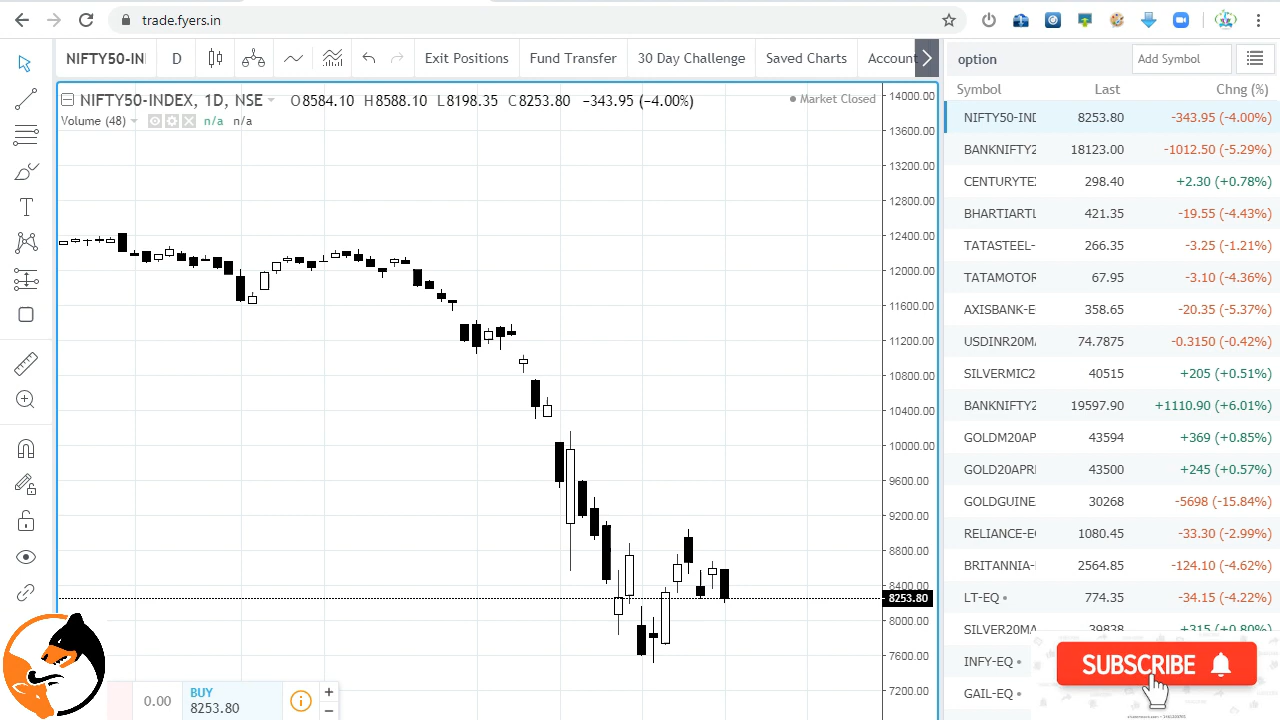 trade.fyers.in
NIFTY50-IN D Exit Positions Fund Transfer 30 Day Challenge Saved Charts Account
NIFTY50-INDEX, 1D, NSE O8584.10 H8588.10 L8198.35 C8253.80 −343.95 (−4.00%)
Market Closed
Volume (48) n/a n/a
14000.00
13600.00
13200.00
12800.00
12400.00
12000.00
11600.00
11200.00
10800.00
10400.00
10000.00
9600.00
9200.00
8800.00
8400.00
8253.80
8000.00
7600.00
7200.00
0.00
BUY
8253.80
option Add Symbol
Symbol Last Chng (%)
NIFTY50-IND 8253.80 -343.95 (-4.00%)
BANKNIFTY2 18123.00 -1012.50 (-5.29%)
CENTURYTE 298.40 +2.30 (+0.78%)
BHARTIARTL 421.35 -19.55 (-4.43%)
TATASTEEL- 266.35 -3.25 (-1.21%)
TATAMOTOR 67.95 -3.10 (-4.36%)
AXISBANK-E 358.65 -20.35 (-5.37%)
USDINR20MA 74.7875 -0.3150 (-0.42%)
SILVERMIC2 40515 +205 (+0.51%)
BANKNIFTY2 19597.90 +1110.90 (+6.01%)
GOLDM20AP 43594 +369 (+0.85%)
GOLD20APR 43500 +245 (+0.57%)
GOLDGUINE 30268 -5698 (-15.84%)
RELIANCE-E 1080.45 -33.30 (-2.99%)
BRITANNIA- 2564.85 -124.10 (-4.62%)
LT-EQ 774.35 -34.15 (-4.22%)
SILVER20MA 39838 +315 (+0.80%)
INFY-EQ
GAIL-EQ
SUBSCRIBE